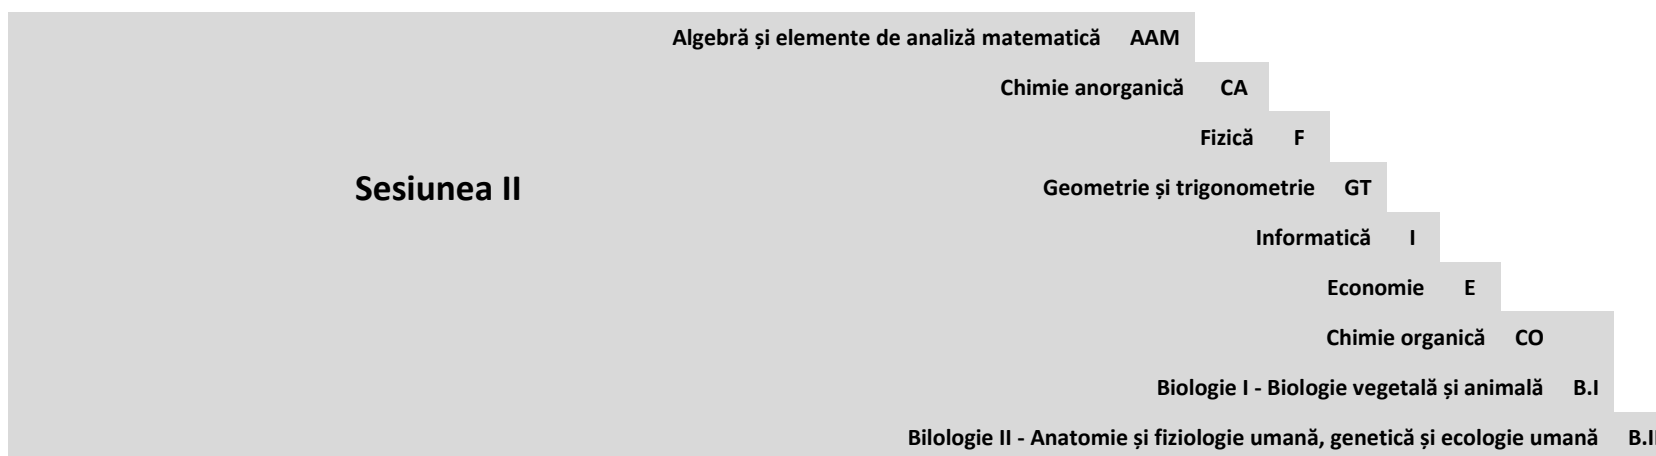 Algebră și elemente de analiză matematică AAM
Chimie anorganică CA
Fizică F
Sesiunea II
Geometrie și trigonometrie GT
Informatică I
Economie E
Chimie organică CO
Biologie I - Biologie vegetală și animală B.I
Bilologie II - Anatomie și fiziologie umană, genetică și ecologie umană B.II